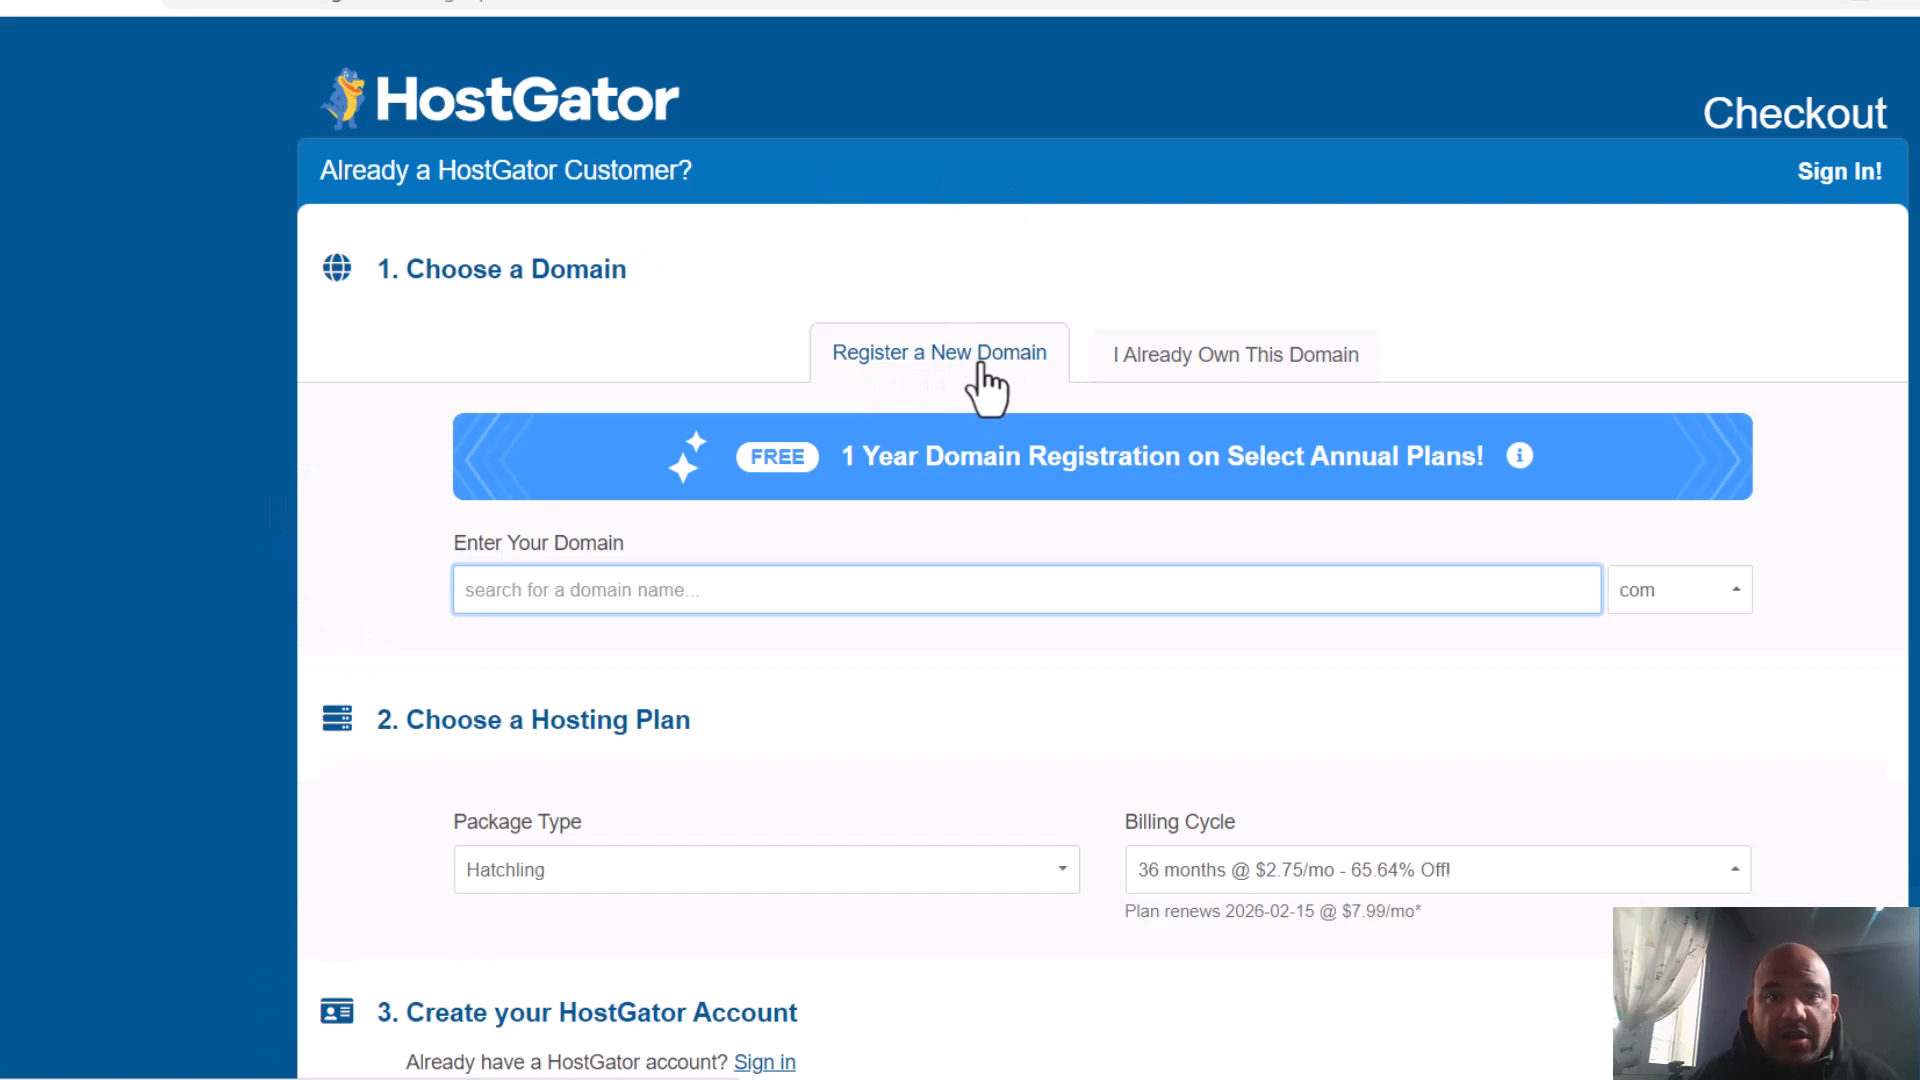 HostGator
Checkout
Already a HostGator Customer?
Sign In!
1. Choose a Domain
Register a New Domain
I Already Own This Domain
FREE 1 Year Domain Registration on Select Annual Plans! i
Enter Your Domain
search for a domain name...
com
2. Choose a Hosting Plan
Package Type
Billing Cycle
Hatchling
36 months @ $2.75/mo - 65.64% Off!
Plan renews 2026-02-15 @ $7.99/mo*
3. Create your HostGator Account
Already have a HostGator account? Sign in